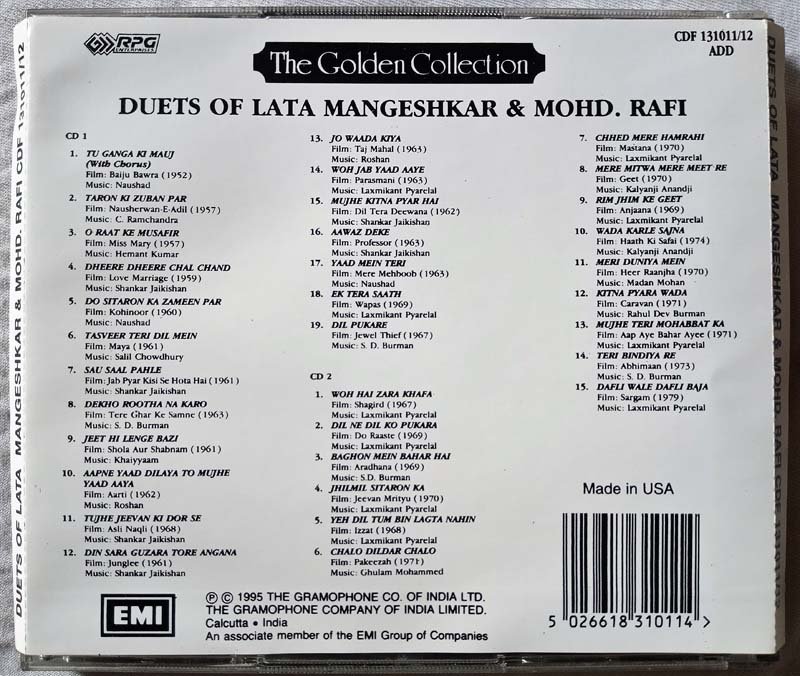 RPG
ENTERPRISES
CDF 131011/12
ADD
The Golden Collection
DUETS OF LATA MANGESHKAR & MOHD. RAFI
CD 1
1. TU GANGA KI MAUJ
(With Chorus)
Film: Baiju Bawra (1952)
Music: Naushad
2. TARON KI ZUBAN PAR
Film: Nausherwan-E-Adil (1957)
Music: C. Ramchandra
3. O RAAT KE MUSAFIR
Film: Miss Mary (1957)
Music: Hemant Kumar
4. DHEERE DHEERE CHAL CHAND
Film: Love Marriage (1959)
Music: Shankar Jaikishan
5. DO SITARON KA ZAMEEN PAR
Film: Kohinoor (1960)
Music: Naushad
6. TASVEER TERI DIL MEIN
Film: Maya (1961)
Music: Salil Chowdhury
7. SAU SAAL PAHLE
Film: Jab Pyar Kisi Se Hota Hai (1961)
Music: Shankar Jaikishan
8. DEKHO ROOTHA NA KARO
Film: Tere Ghar Ke Samne (1963)
Music: S. D. Burman
9. JEET HI LENGE BAZI
Film: Shola Aur Shabnam (1961)
Music: Khaiyyaam
10. AAPNE YAAD DILAYA TO MUJHE
YAAD AAYA
Film: Aarti (1962)
Music: Roshan
11. TUJHE JEEVAN KI DOR SE
Film: Asli Naqli (1968)
Music: Shankar Jaikishan
12. DIN SARA GUZARA TORE ANGANA
Film: Junglee (1961)
Music: Shankar Jaikishan
13. JO WAADA KIYA
Film: Taj Mahal (1963)
Music: Roshan
14. WOH JAB YAAD AAYE
Film: Parasmani (1963)
Music: Laxmikant Pyarelal
15. MUJHE KITNA PYAR HAI
Film: Dil Tera Deewana (1962)
Music: Shankar Jaikishan
16. AAWAZ DEKE
Film: Professor (1963)
Music: Shankar Jaikishan
17. YAAD MEIN TERI
Film: Mere Mehboob (1963)
Music: Naushad
18. EK TERA SAATH
Film: Wapas (1969)
Music: Laxmikant Pyarelal
19. DIL PUKARE
Film: Jewel Thief (1967)
Music: S. D. Burman
CD 2
1. WOH HAI ZARA KHAFA
Film: Shagird (1967)
Music: Laxmikant Pyarelal
2. DIL NE DIL KO PUKARA
Film: Do Raaste (1969)
Music: Laxmikant Pyarelal
3. BAGHON MEIN BAHAR HAI
Film: Aradhana (1969)
Music: S.D. Burman
4. JHILMIL SITARON KA
Film: Jeevan Mrityu (1970)
Music: Laxmikant Pyarelal
5. YEH DIL TUM BIN LAGTA NAHIN
Film: Izzat (1968)
Music: Laxmikant Pyarelal
6. CHALO DILDAR CHALO
Film: Pakeezah (1971)
Music: Ghulam Mohammed
7. CHHED MERE HAMRAHI
Film: Mastana (1970)
Music: Laxmikant Pyarelal
8. MERE MITWA MERE MEET RE
Film: Geet (1970)
Music: Kalyanji Anandji
9. RIM JHIM KE GEET
Film: Anjaana (1969)
Music: Laxmikant Pyarelal
10. WADA KARLE SAJNA
Film: Haath Ki Safai (1974)
Music: Kalyanji Anandji
11. MERI DUNIYA MEIN
Film: Heer Raanjha (1970)
Music: Madan Mohan
12. KITNA PYARA WADA
Film: Caravan (1971)
Music: Rahul Dev Burman
13. MUJHE TERI MOHABBAT KA
Film: Aap Aye Bahar Ayee (1971)
Music: Laxmikant Pyarelal
14. TERI BINDIYA RE
Film: Abhimaan (1973)
Music: S. D. Burman
15. DAFLI WALE DAFLI BAJA
Film: Sargam (1979)
Music: Laxmikant Pyarelal
Made in USA
5 026618 310114 >
EMI
℗ © 1995 THE GRAMOPHONE CO. OF INDIA LTD.
THE GRAMOPHONE COMPANY OF INDIA LIMITED.
Calcutta • India
An associate member of the EMI Group of Companies
DUETS OF LATA MANGESHKAR & MOHD. RAFI CDF 131011/12
DUETS OF LATA MANGESHKAR & MOHD. RAFI